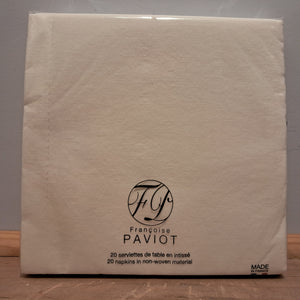 FP
Françoise
PAVIOT
20 serviettes de table en intissé
20 napkins in non-woven material
MADE